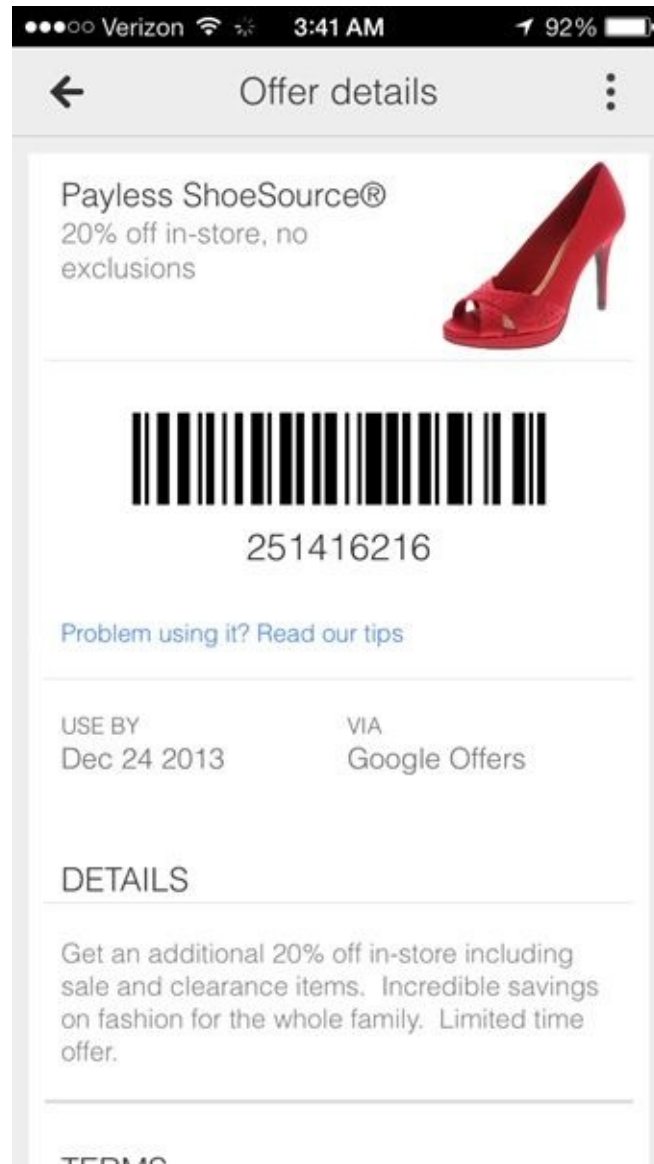 Verizon 3:41 AM 92%
Offer details
Payless ShoeSource®
20% off in-store, no
exclusions
251416216
Problem using it? Read our tips
USE BY VIA
Dec 24 2013 Google Offers
DETAILS
Get an additional 20% off in-store including
sale and clearance items. Incredible savings
on fashion for the whole family. Limited time
offer.
TERMS